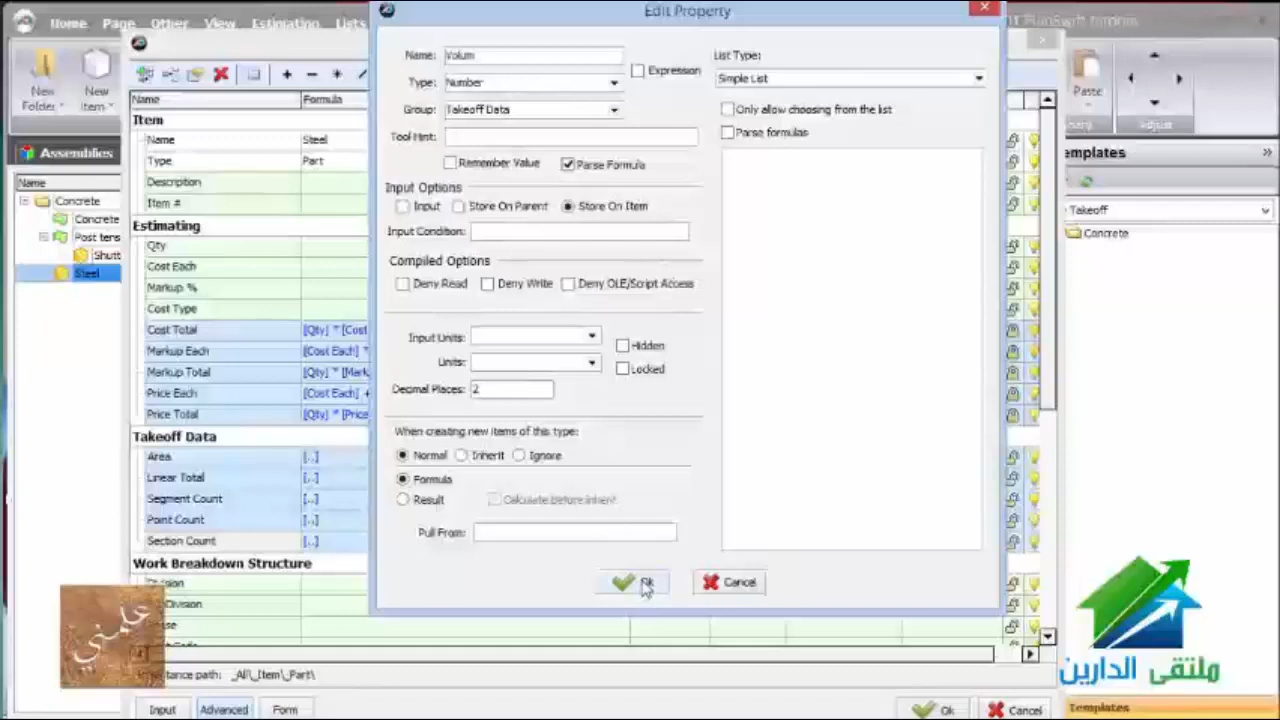 Edit Property
Home Page Other View Estimating Lists
PlanSwift
New Folder
New Item
Paste
Adjust
Assemblies
Name
Concrete
Concrete
Post tens
Shutt
Steel
Name Formula
Item
Name Steel
Type Part
Description
Item #
Estimating
Qty
Cost Each
Markup %
Cost Type
Cost Total [Qty] * [Cost
Markup Each [Cost Each] *
Markup Total [Qty] * [Mark
Price Each [Cost Each] +
Price Total [Qty] * [Price
Takeoff Data
Area [..]
Linear Total [..]
Segment Count [..]
Point Count [..]
Section Count [..]
Work Breakdown Structure
Division
Division
_All\_Item\_Part\
Input Advanced Form
Ok Cancel
Name: Volum
Expression
Type: Number
Group: Takeoff Data
Tool Hint:
Remember Value Parse Formula
Input Options
Input Store On Parent Store On Item
Input Condition:
Compiled Options
Deny Read Deny Write Deny OLE/Script Access
Input Units:
Hidden
Units:
Locked
Decimal Places: 2
When creating new items of this type:
Normal Inherit Ignore
Formula
Result Calculate before inherit
Pull From:
Ok Cancel
List Type:
Simple List
Only allow choosing from the list
Parse formulas
emplates
Takeoff
Concrete
Templates
علمني
ملتقى الدارين